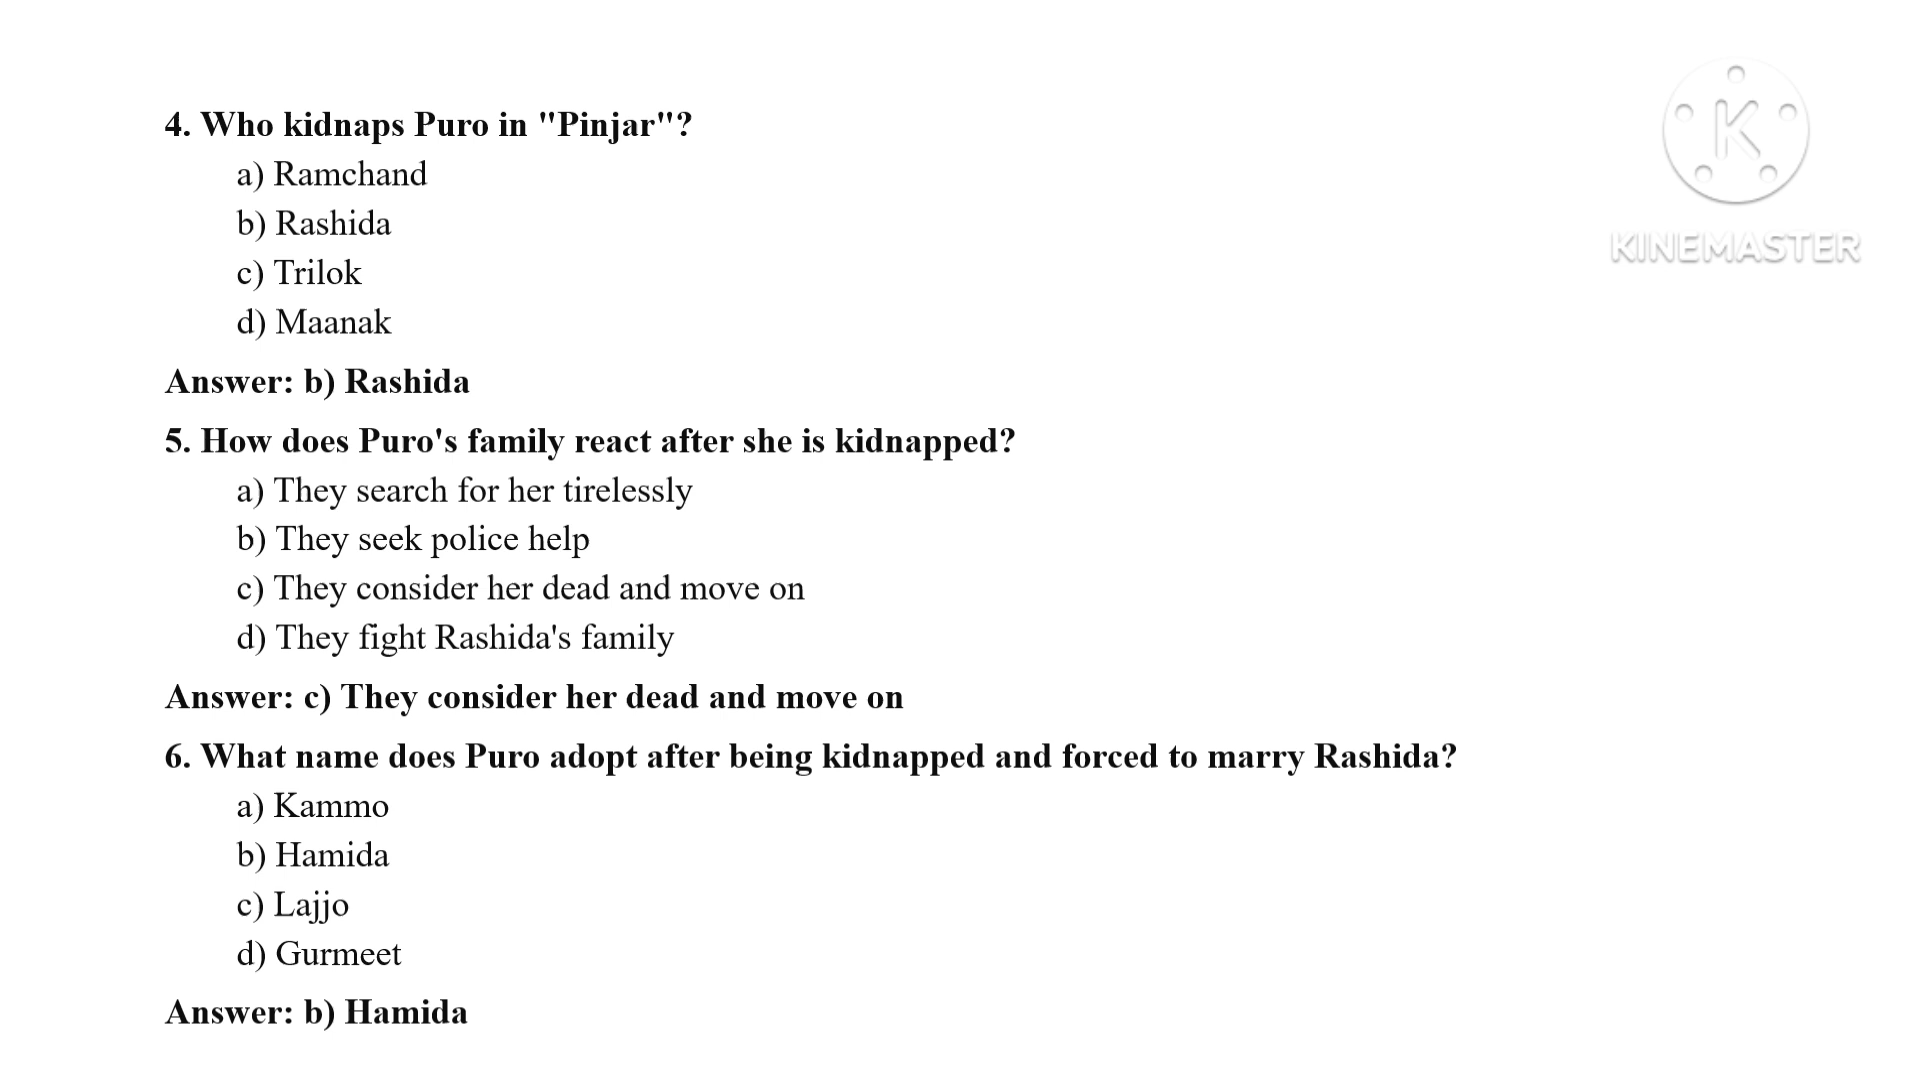 4. Who kidnaps Puro in "Pinjar"?
a) Ramchand
b) Rashida
c) Trilok
d) Maanak
Answer: b) Rashida
5. How does Puro's family react after she is kidnapped?
a) They search for her tirelessly
b) They seek police help
c) They consider her dead and move on
d) They fight Rashida's family
Answer: c) They consider her dead and move on
6. What name does Puro adopt after being kidnapped and forced to marry Rashida?
a) Kammo
b) Hamida
c) Lajjo
d) Gurmeet
Answer: b) Hamida
K
KINEMASTER